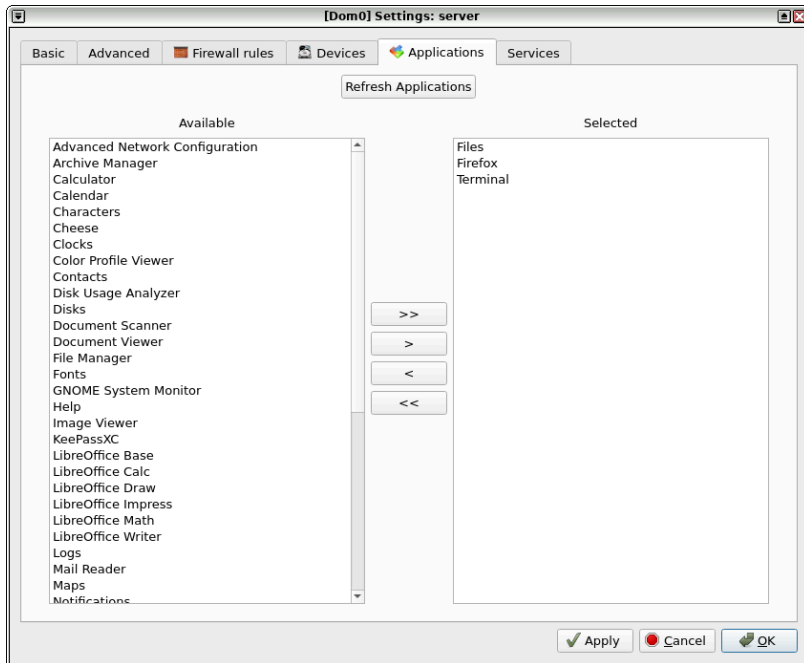 [Dom0] Settings: server
Basic Advanced Firewall rules Devices Applications Services
Refresh Applications
Available
Advanced Network Configuration
Archive Manager
Calculator
Calendar
Characters
Cheese
Clocks
Color Profile Viewer
Contacts
Disk Usage Analyzer
Disks
Document Scanner
Document Viewer
File Manager
Fonts
GNOME System Monitor
Help
Image Viewer
KeePassXC
LibreOffice Base
LibreOffice Calc
LibreOffice Draw
LibreOffice Impress
LibreOffice Math
LibreOffice Writer
Logs
Mail Reader
Maps
Notifications
>>
>
<
<<
Selected
Files
Firefox
Terminal
Apply Cancel OK